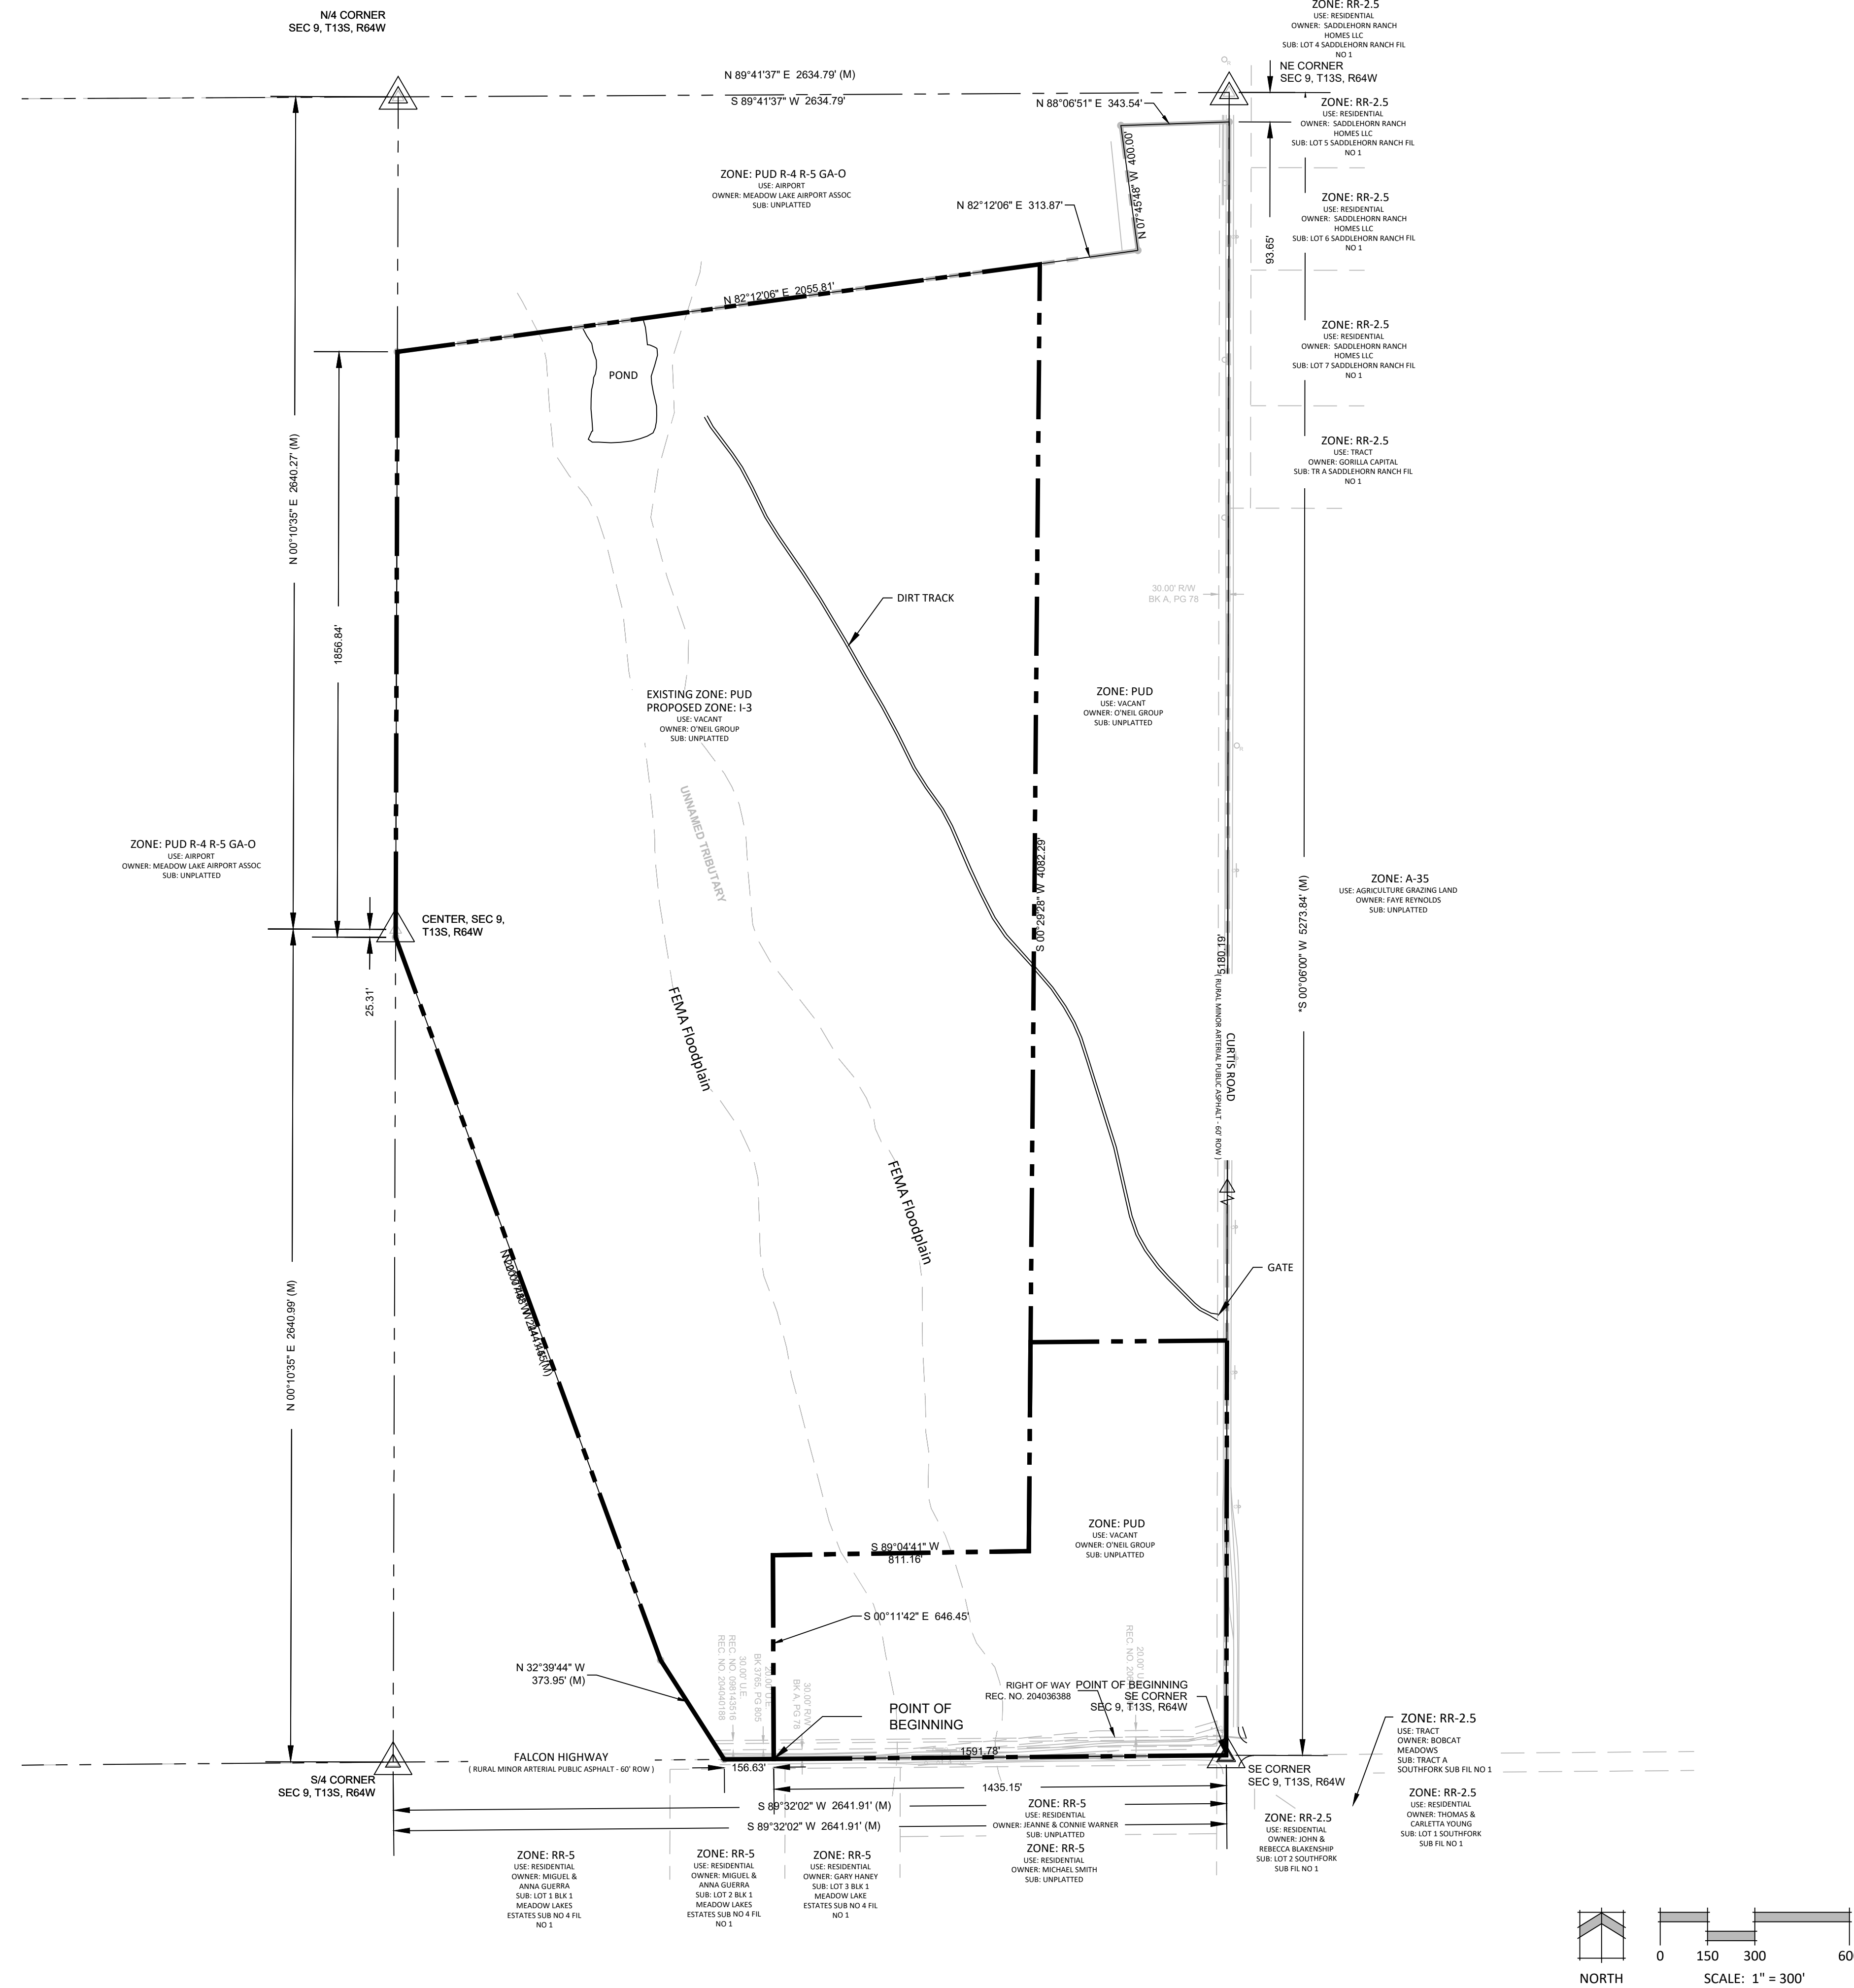 N/4 CORNER
SEC 9, T13S, R64W
ZONE: RR-2.5
USE: RESIDENTIAL
OWNER: SADDLEHORN RANCH
HOMES LLC
SUB: LOT 4 SADDLEHORN RANCH FIL
NO 1
NE CORNER
SEC 9, T13S, R64W
N 89°41'37" E 2634.79' (M)
S 89°41'37" W 2634.79'
N 88°06'51" E 343.54'
ZONE: RR-2.5
USE: RESIDENTIAL
OWNER: SADDLEHORN RANCH
HOMES LLC
SUB: LOT 5 SADDLEHORN RANCH FIL
NO 1
N 07°45'48" W 400.00'
ZONE: PUD R-4 R-5 GA-O
USE: AIRPORT
OWNER: MEADOW LAKE AIRPORT ASSOC
SUB: UNPLATTED
N 82°12'06" E 313.87'
ZONE: RR-2.5
USE: RESIDENTIAL
OWNER: SADDLEHORN RANCH
HOMES LLC
SUB: LOT 6 SADDLEHORN RANCH FIL
NO 1
93.65'
N 82°12'06" E 2055.81'
POND
ZONE: RR-2.5
USE: RESIDENTIAL
OWNER: SADDLEHORN RANCH
HOMES LLC
SUB: LOT 7 SADDLEHORN RANCH FIL
NO 1
ZONE: RR-2.5
USE: TRACT
OWNER: GORILLA CAPITAL
SUB: TR A SADDLEHORN RANCH FIL
NO 1
N 00°10'35" E 2640.27' (M)
1856.84'
DIRT TRACK
30.00' R/W
BK A, PG 78
EXISTING ZONE: PUD
PROPOSED ZONE: I-3
USE: VACANT
OWNER: O'NEIL GROUP
SUB: UNPLATTED
ZONE: PUD
USE: VACANT
OWNER: O'NEIL GROUP
SUB: UNPLATTED
UNNAMED TRIBUTARY
ZONE: PUD R-4 R-5 GA-O
USE: AIRPORT
OWNER: MEADOW LAKE AIRPORT ASSOC
SUB: UNPLATTED
S 00°29'28" W 4082.29'
ZONE: A-35
USE: AGRICULTURE GRAZING LAND
OWNER: FAYE REYNOLDS
SUB: UNPLATTED
CENTER, SEC 9,
T13S, R64W
25.31'
5180.19'
*S 00°06'00" W 5273.84' (M)
FEMA Floodplain
CURTIS ROAD
( RURAL MINOR ARTERIAL PUBLIC ASPHALT - 60' ROW )
FEMA Floodplain
GATE
N 00°10'35" E 2640.99' (M)
ZONE: PUD
USE: VACANT
OWNER: O'NEIL GROUP
SUB: UNPLATTED
S 89°04'41" W
811.16'
S 00°11'42" E 646.45'
N 32°39'44" W
373.95' (M)
REC. NO. 204040188
REC. NO. 098143516
30.00' U.E.
BK 3765, PG 805
20.00' U.E.
BK A, PG 78
30.00' R/W
20.00' U
REC. NO. 206
RIGHT OF WAY
REC. NO. 204036388
POINT OF BEGINNING
SE CORNER
SEC 9, T13S, R64W
POINT OF
BEGINNING
1591.78'
FALCON HIGHWAY
( RURAL MINOR ARTERIAL PUBLIC ASPHALT - 60' ROW )
156.63'
S/4 CORNER
SEC 9, T13S, R64W
SE CORNER
SEC 9, T13S, R64W
ZONE: RR-2.5
USE: TRACT
OWNER: BOBCAT
MEADOWS
SUB: TRACT A
SOUTHFORK SUB FIL NO 1
1435.15'
S 89°32'02" W 2641.91' (M)
S 89°32'02" W 2641.91' (M)
ZONE: RR-5
USE: RESIDENTIAL
OWNER: JEANNE & CONNIE WARNER
SUB: UNPLATTED
ZONE: RR-5
USE: RESIDENTIAL
OWNER: MICHAEL SMITH
SUB: UNPLATTED
ZONE: RR-2.5
USE: RESIDENTIAL
OWNER: JOHN &
REBECCA BLAKENSHIP
SUB: LOT 2 SOUTHFORK
SUB FIL NO 1
ZONE: RR-2.5
USE: RESIDENTIAL
OWNER: THOMAS &
CARLETTA YOUNG
SUB: LOT 1 SOUTHFORK
SUB FIL NO 1
ZONE: RR-5
USE: RESIDENTIAL
OWNER: MIGUEL &
ANNA GUERRA
SUB: LOT 1 BLK 1
MEADOW LAKES
ESTATES SUB NO 4 FIL
NO 1
ZONE: RR-5
USE: RESIDENTIAL
OWNER: MIGUEL &
ANNA GUERRA
SUB: LOT 2 BLK 1
MEADOW LAKES
ESTATES SUB NO 4 FIL
NO 1
ZONE: RR-5
USE: RESIDENTIAL
OWNER: GARY HANEY
SUB: LOT 3 BLK 1
MEADOW LAKE
ESTATES SUB NO 4 FIL
NO 1
0 150 300 60
NORTH
SCALE: 1" = 300'